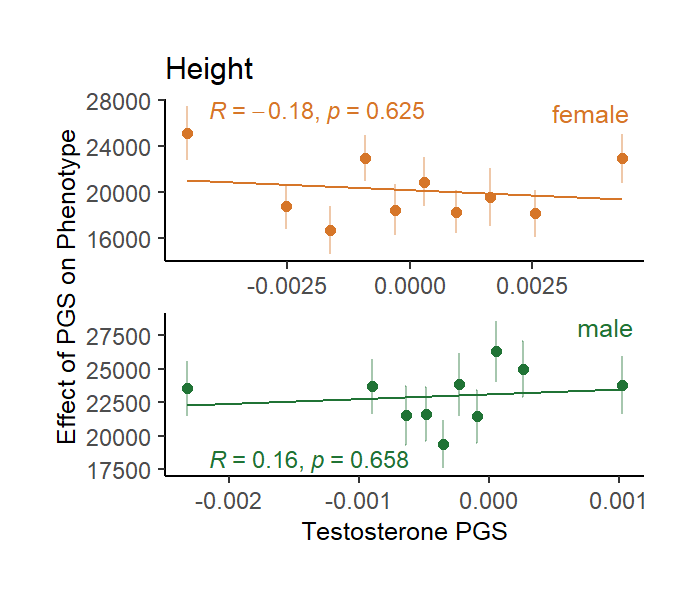 Height
Effect of PGS on Phenotype
28000
24000
20000
16000
R = −0.18, p = 0.625
female
-0.0025 0.0000 0.0025
27500
25000
22500
20000
17500
male
R = 0.16, p = 0.658
-0.002 -0.001 0.000 0.001
Testosterone PGS